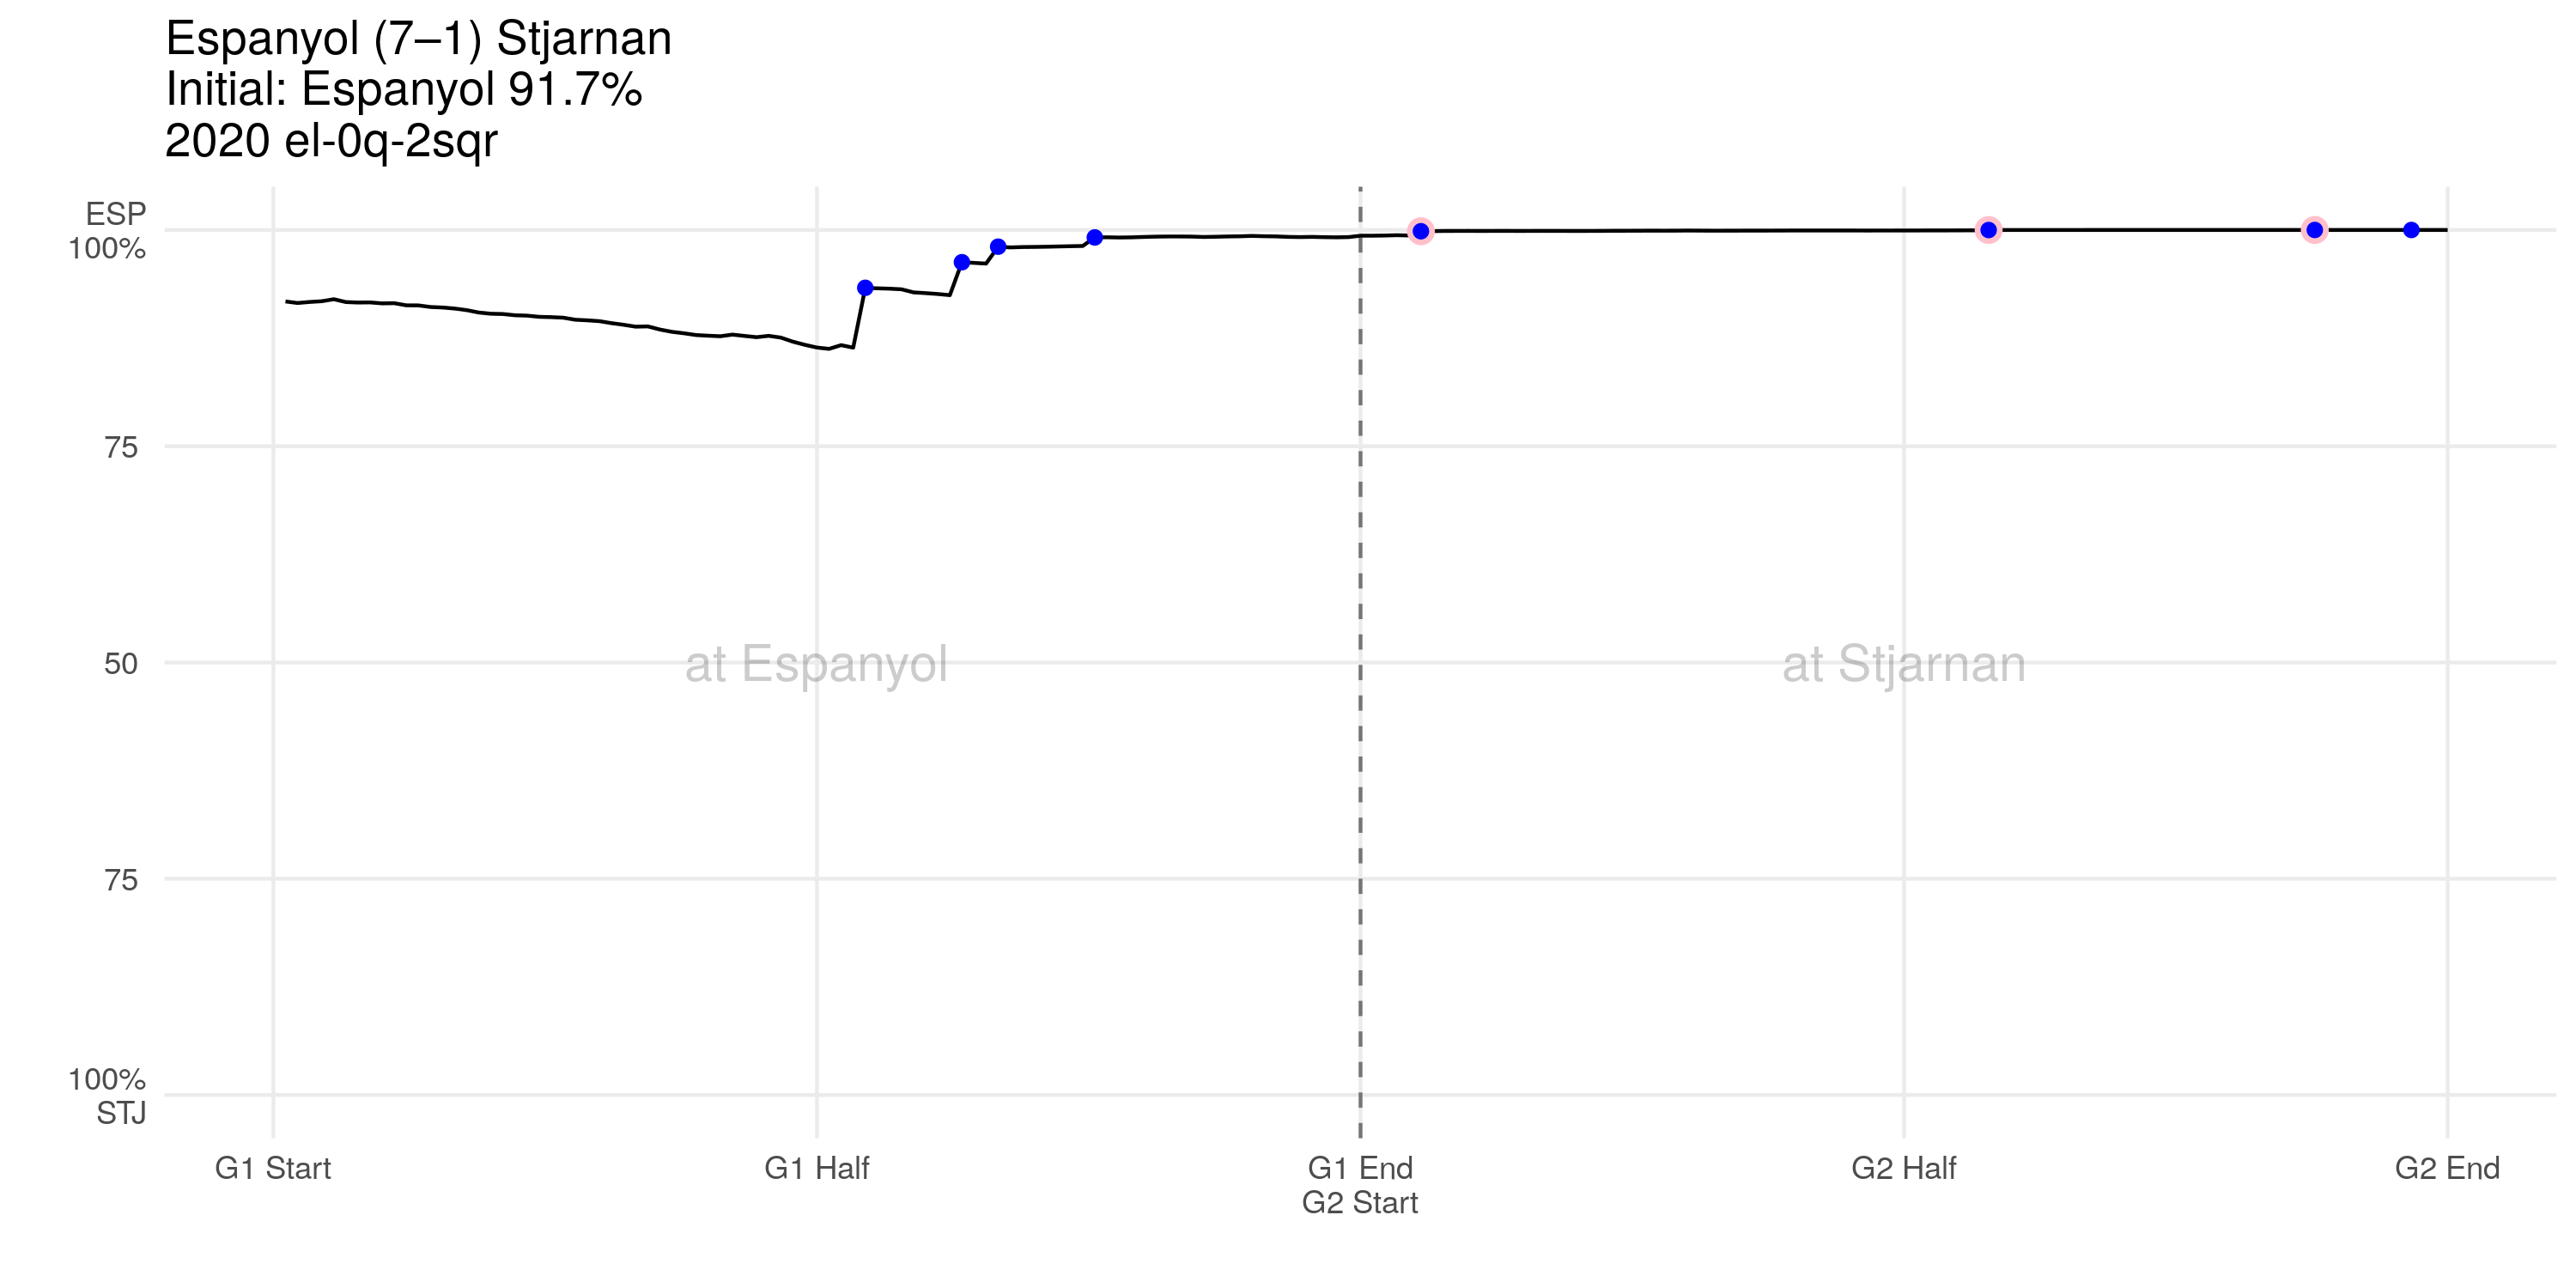 Espanyol (7–1) Stjarnan
Initial: Espanyol 91.7%
2020 el-0q-2sqr
ESP
100%
75
50
75
100%
STJ
at Espanyol
at Stjarnan
G1 Start
G1 Half
G1 End
G2 Start
G2 Half
G2 End